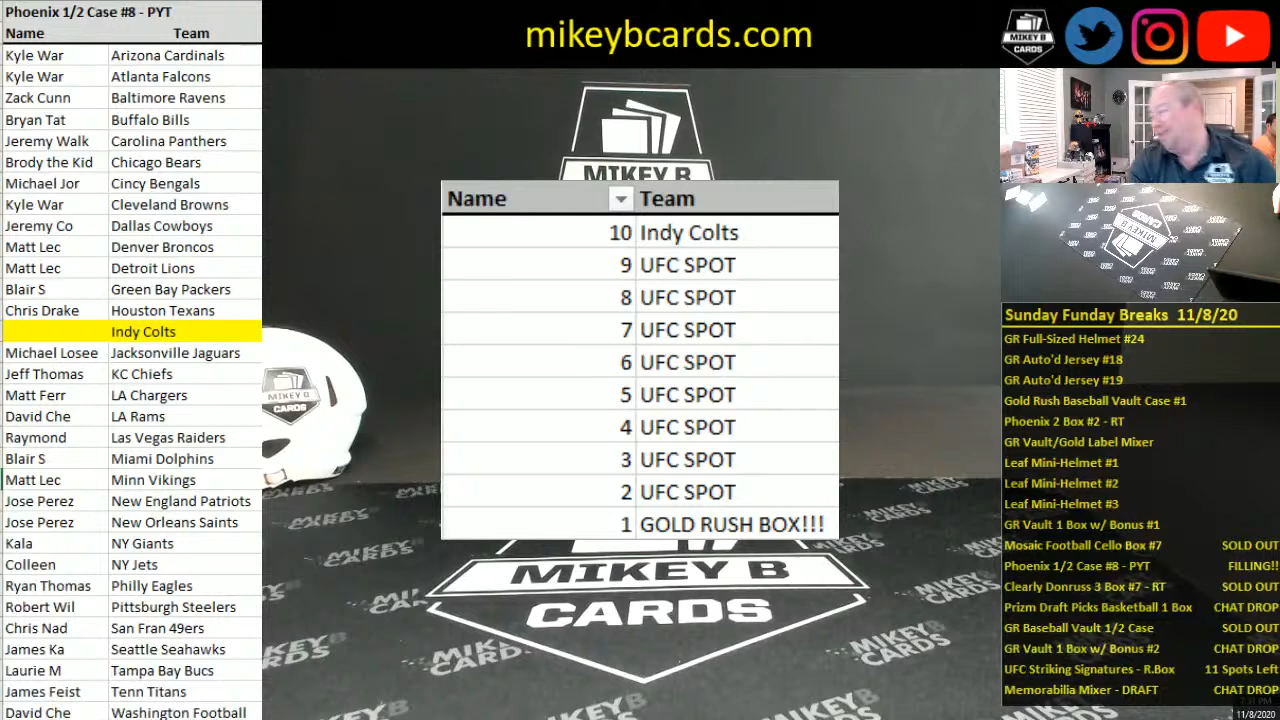 Phoenix 1/2 Case #8 - PYT
Name Team
Kyle War Arizona Cardinals
Kyle War Atlanta Falcons
Zack Cunn Baltimore Ravens
Bryan Tat Buffalo Bills
Jeremy Walk Carolina Panthers
Brody the Kid Chicago Bears
Michael Jor Cincy Bengals
Kyle War Cleveland Browns
Jeremy Co Dallas Cowboys
Matt Lec Denver Broncos
Matt Lec Detroit Lions
Blair S Green Bay Packers
Chris Drake Houston Texans
Indy Colts
Michael Losee Jacksonville Jaguars
Jeff Thomas KC Chiefs
Matt Ferr LA Chargers
David Che LA Rams
Raymond Las Vegas Raiders
Blair S Miami Dolphins
Matt Lec Minn Vikings
Jose Perez New England Patriots
Jose Perez New Orleans Saints
Kala NY Giants
Colleen NY Jets
Ryan Thomas Philly Eagles
Robert Wil Pittsburgh Steelers
Chris Nad San Fran 49ers
James Ka Seattle Seahawks
Laurie M Tampa Bay Bucs
James Feist Tenn Titans
David Che Washington Football
mikeybcards.com
MIKEY B
CARDS
MIKEY B
Name Team
10 Indy Colts
9 UFC SPOT
8 UFC SPOT
7 UFC SPOT
6 UFC SPOT
5 UFC SPOT
4 UFC SPOT
3 UFC SPOT
2 UFC SPOT
1 GOLD RUSH BOX!!!
MIKEY B
CARDS
MIKEY B
CARDS
Sunday Funday Breaks 11/8/20
GR Full-Sized Helmet #24
GR Auto'd Jersey #18
GR Auto'd Jersey #19
Gold Rush Baseball Vault Case #1
Phoenix 2 Box #2 - RT
GR Vault/Gold Label Mixer
Leaf Mini-Helmet #1
Leaf Mini-Helmet #2
Leaf Mini-Helmet #3
GR Vault 1 Box w/ Bonus #1
Mosaic Football Cello Box #7 SOLD OUT
Phoenix 1/2 Case #8 - PYT FILLING!!
Clearly Donruss 3 Box #7 - RT SOLD OUT
Prizm Draft Picks Basketball 1 Box CHAT DROP
GR Baseball Vault 1/2 Case SOLD OUT
GR Vault 1 Box w/ Bonus #2 CHAT DROP
UFC Striking Signatures - R.Box 11 Spots Left
Memorabilia Mixer - DRAFT CHAT DROP
11/8/2020